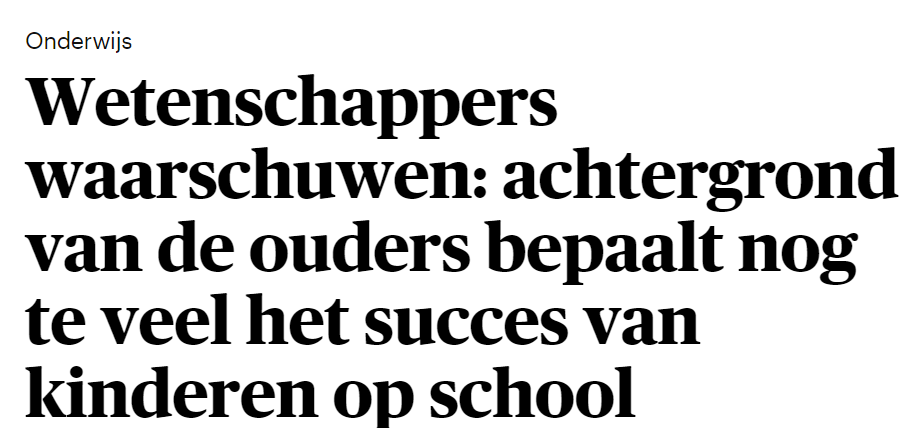 Onderwijs
Wetenschappers
waarschuwen: achtergrond
van de ouders bepaalt nog
te veel het succes van
kinderen op school